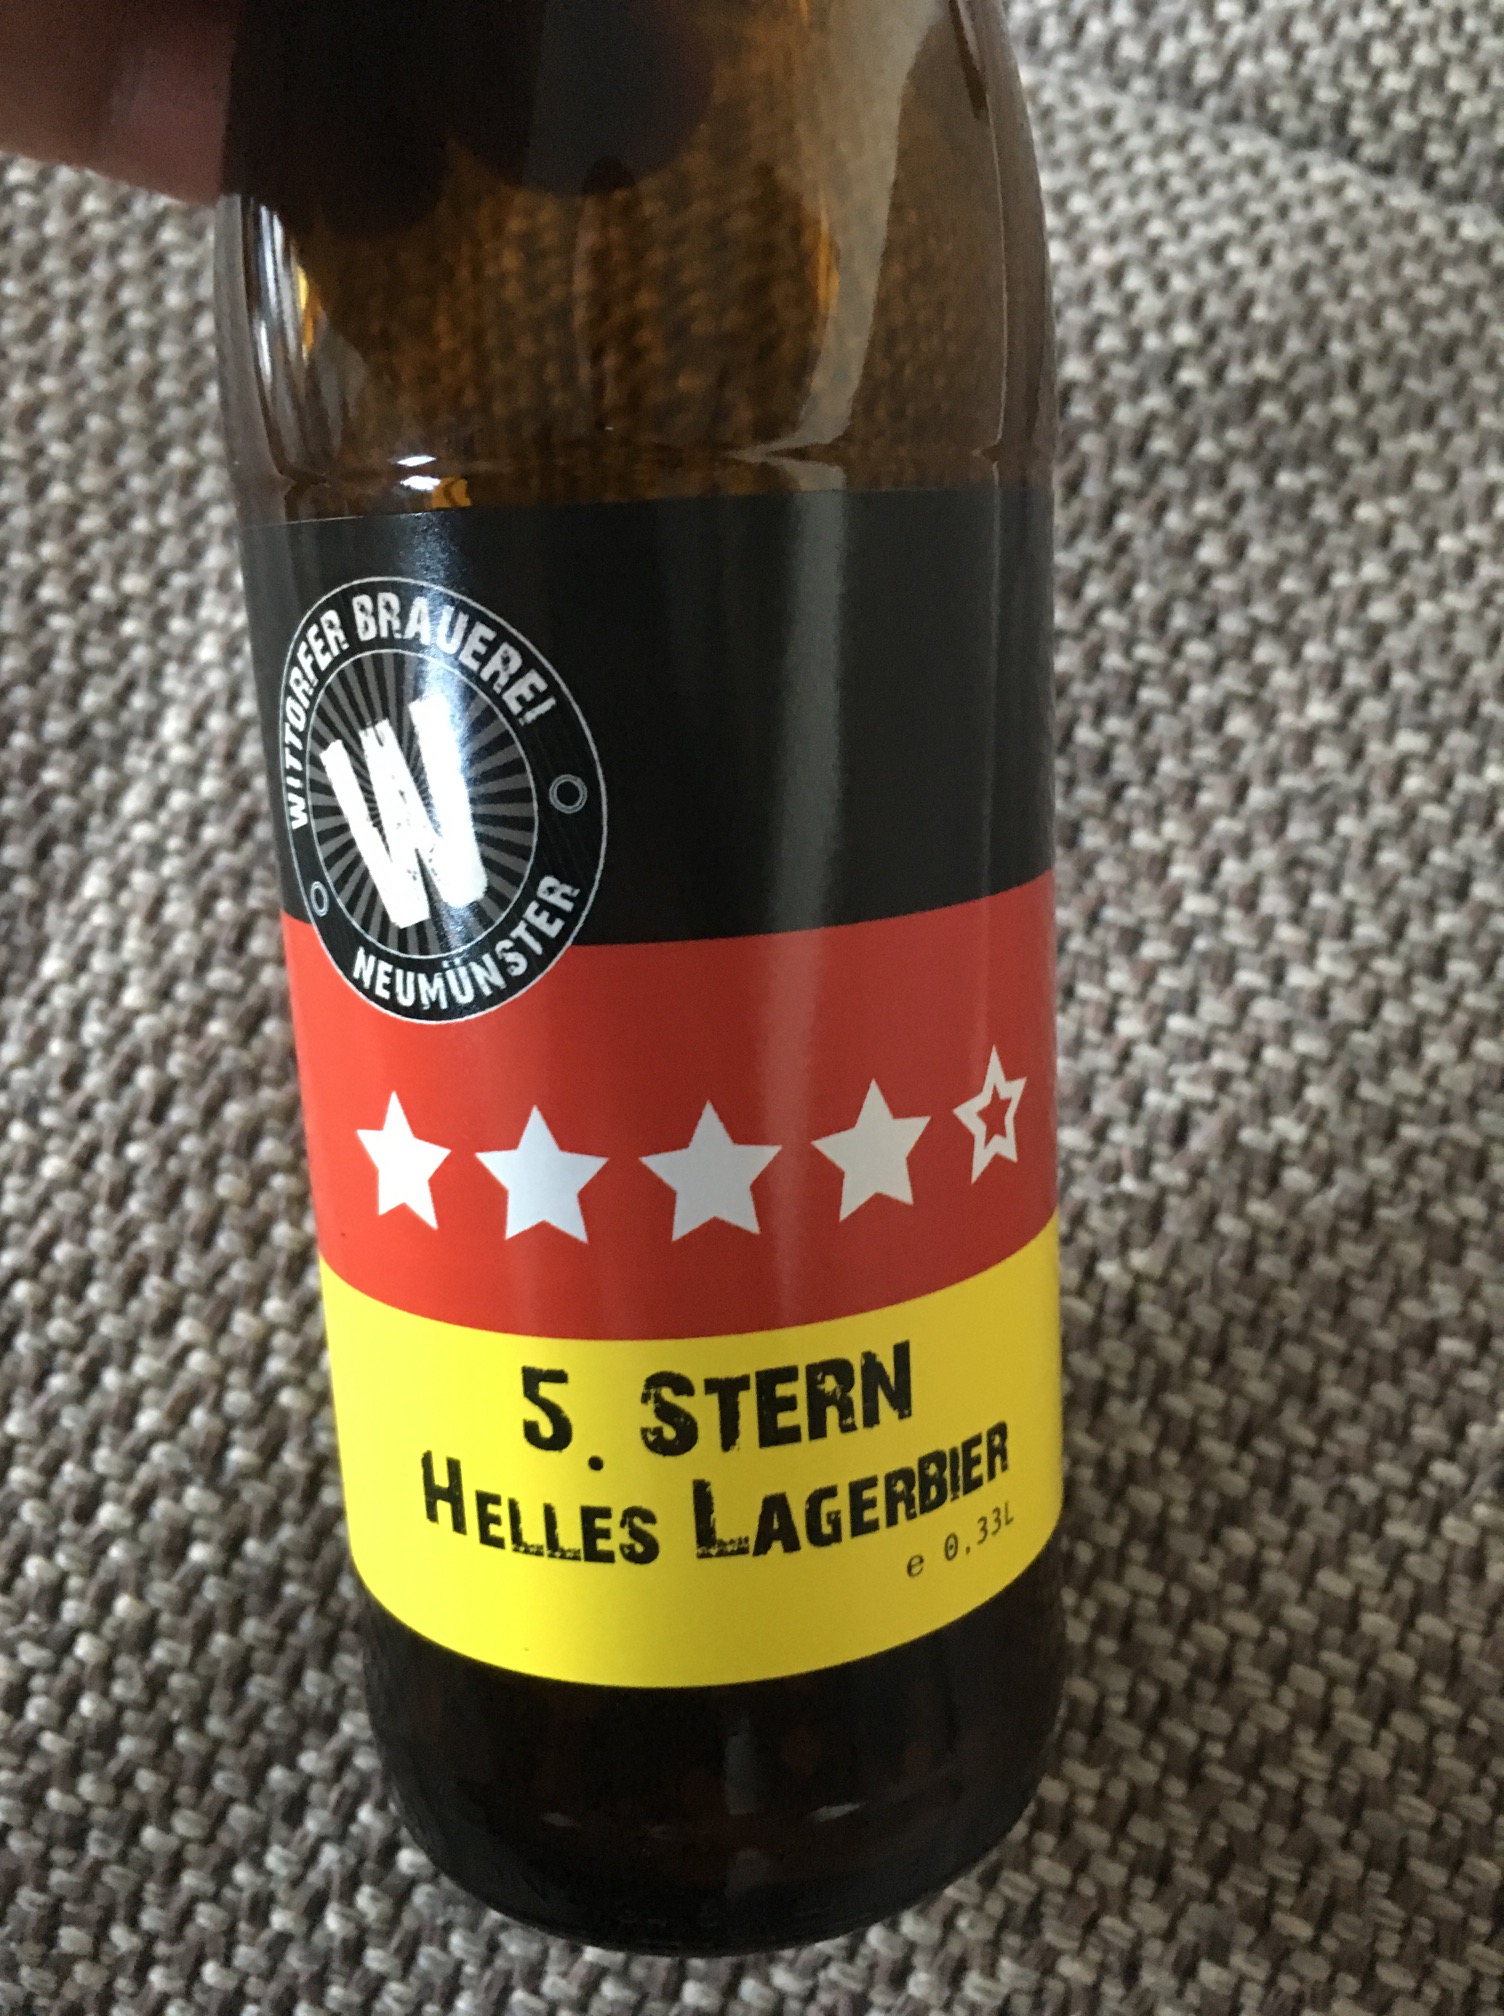 WITTORFER BRAUEREI
W
NEUMÜNSTER
5. STERN
HELLES LAGERBIER
e 0,33L